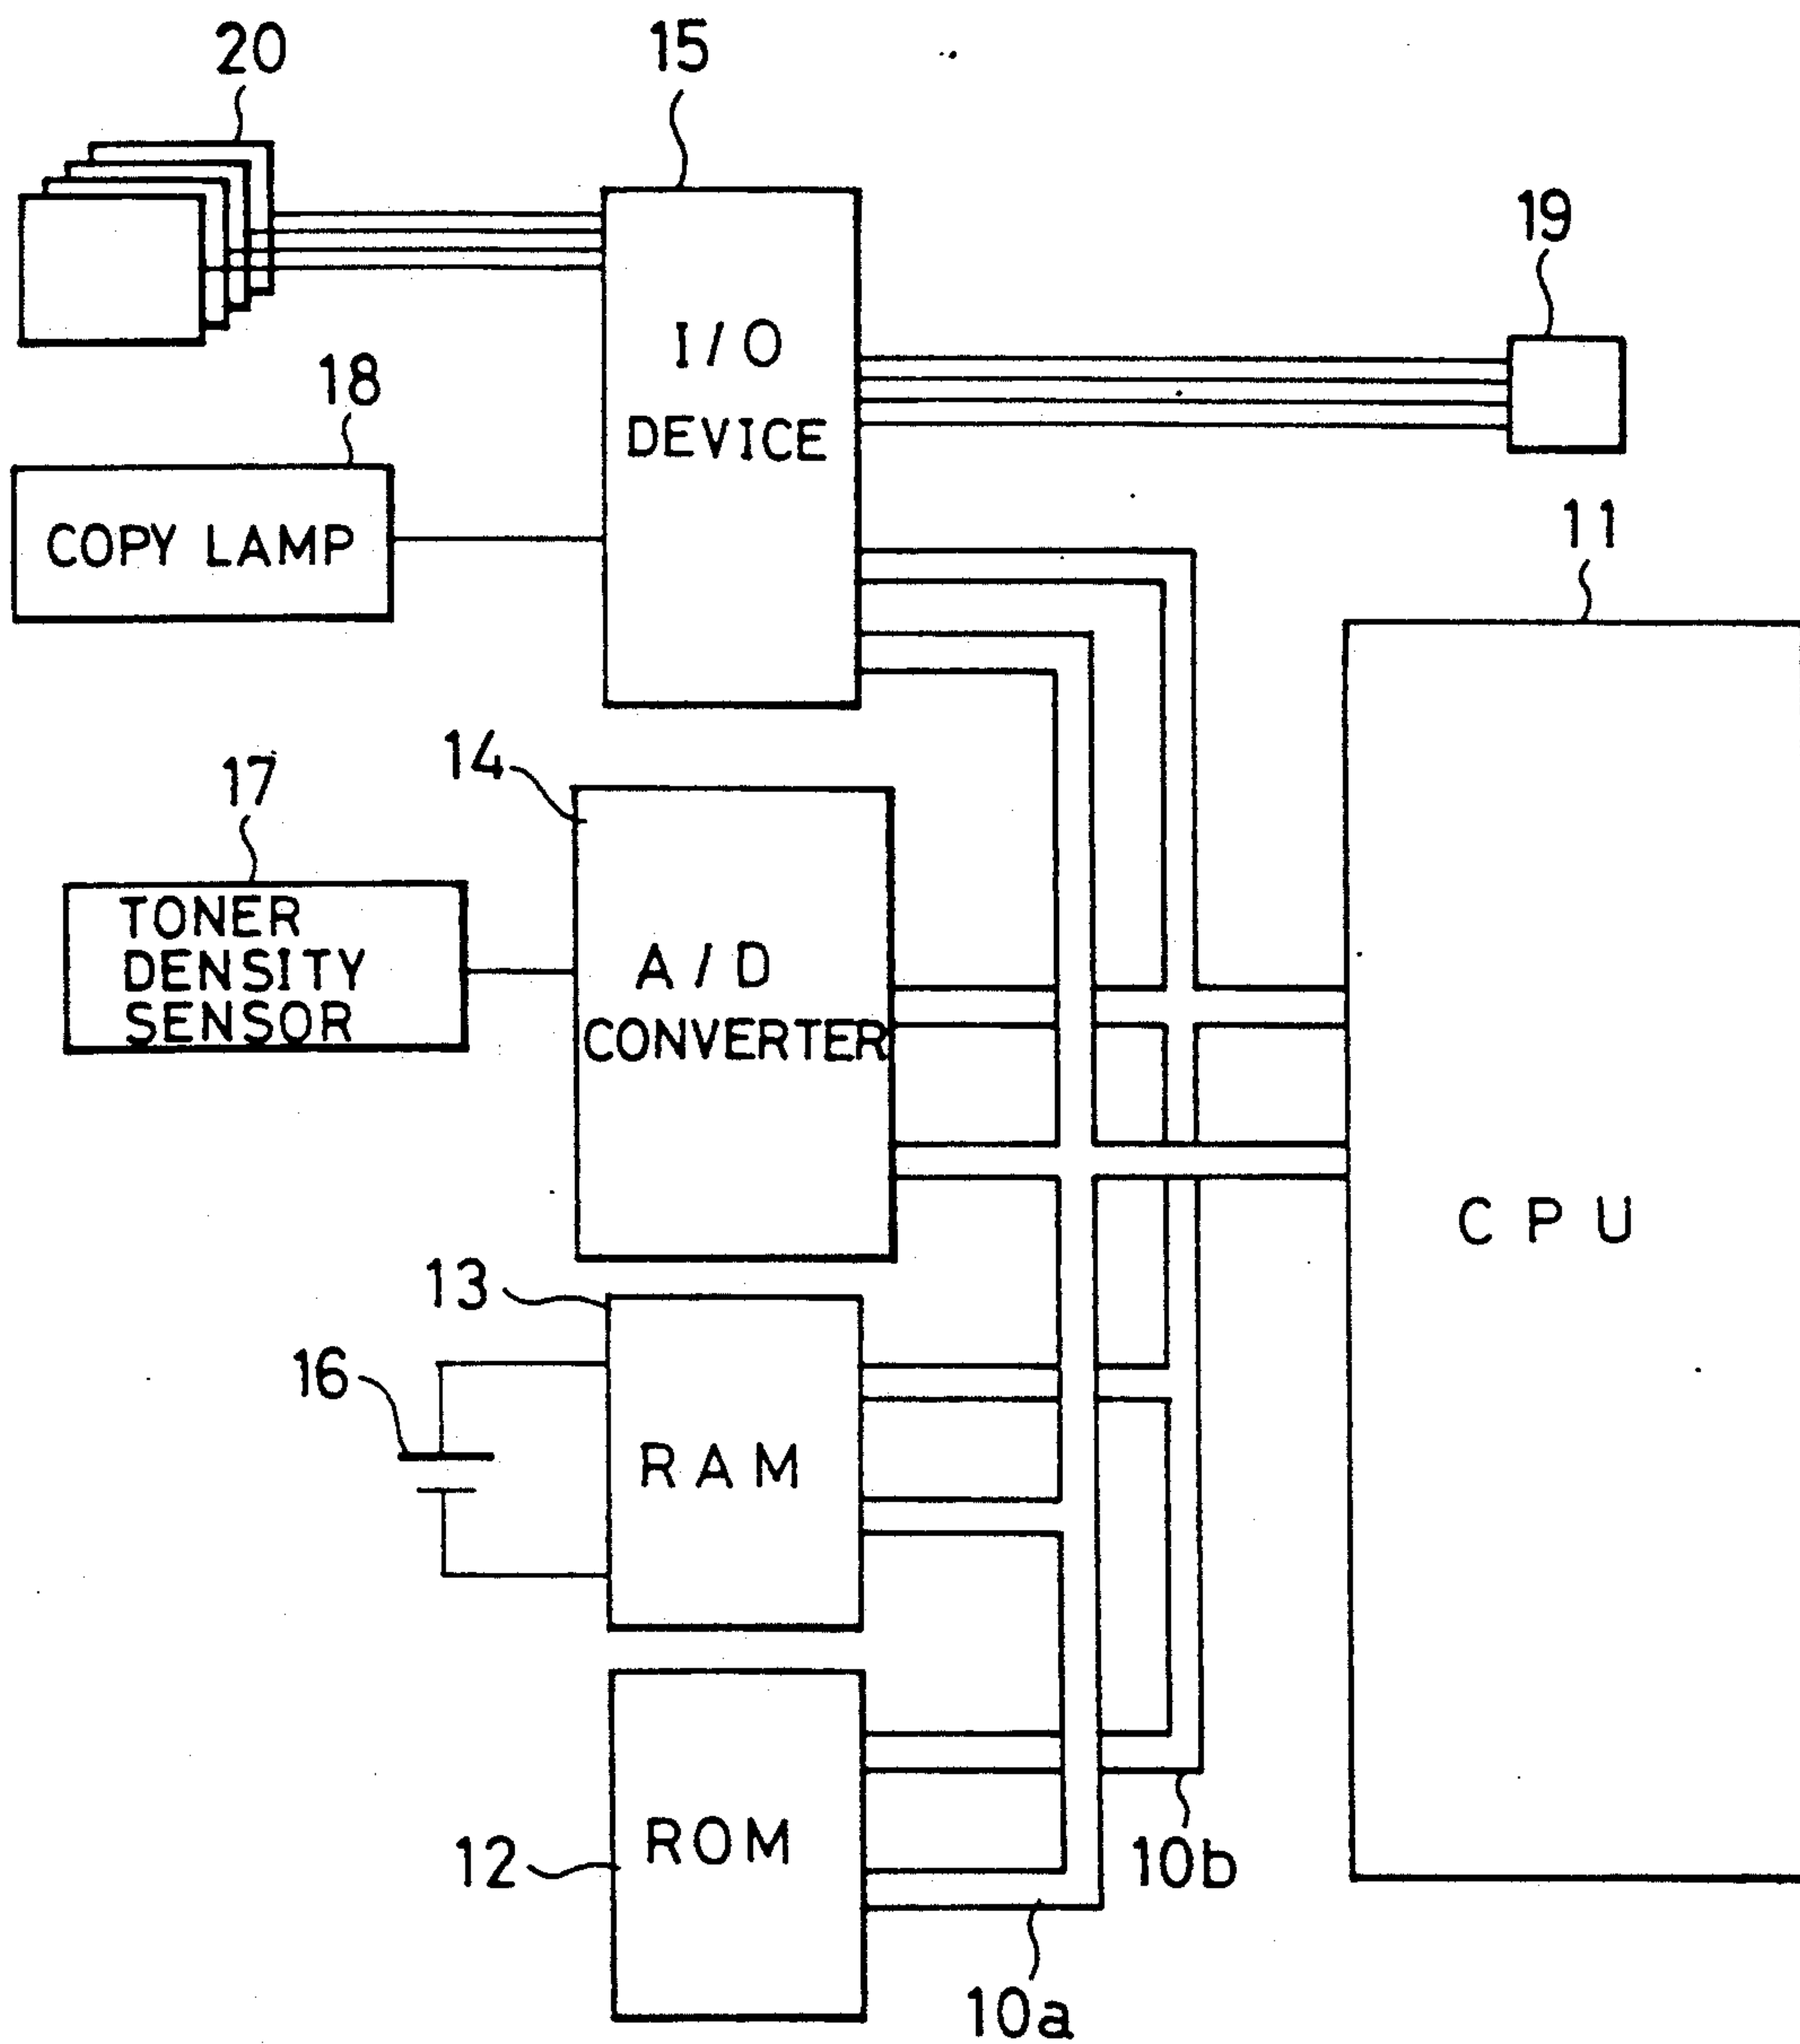 20
15
19
I/O
DEVICE
18
COPY LAMP
11
14
17
TONER
DENSITY
SENSOR
A/D
CONVERTER
CPU
13
16
RAM
12
ROM
10b
10a